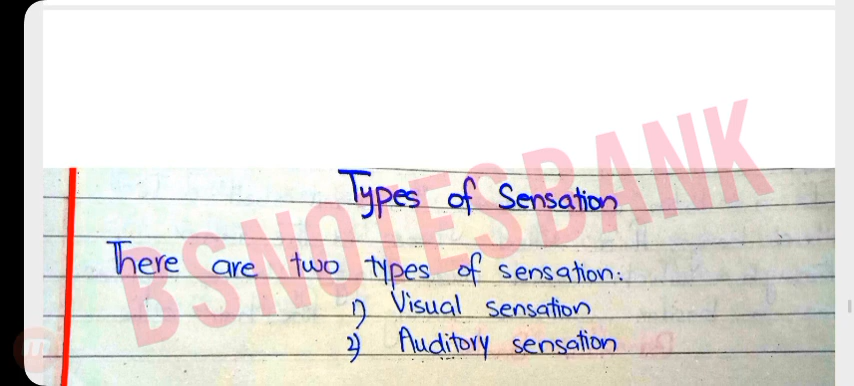 Types of Sensation
There are two types of sensation:
1) Visual sensation
2) Auditory sensation
BSNOTESBANK